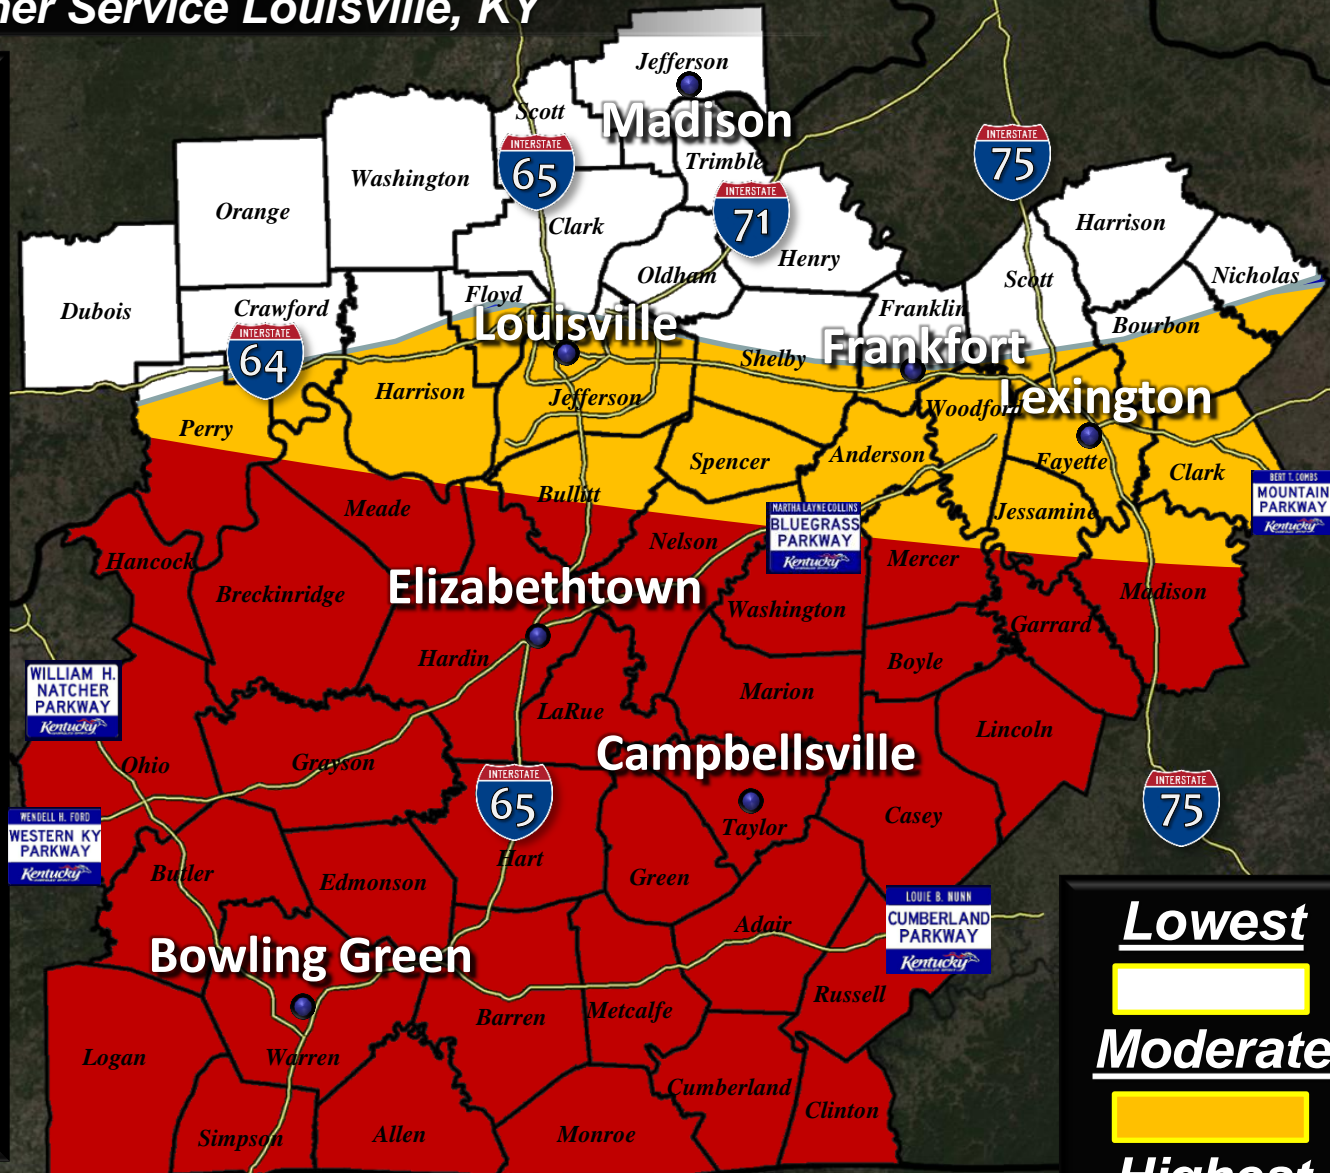 Service Louisville, KY
Jefferson
Madison
Scott
INTERSTATE
65
Trimble
INTERSTATE
75
Washington
INTERSTATE
71
Orange
Clark
Harrison
Henry
Oldham
Scott
Nicholas
Dubois
Crawford
Floyd
Franklin
Bourbon
Louisville
INTERSTATE
64
Shelby
Frankfort
Harrison
Jefferson
Woodford
Lexington
Perry
Spencer
Anderson
Fayette
Clark
BERT T. COMBS
MOUNTAIN
PARKWAY
Kentucky
Bullitt
Meade
Jessamine
MARTHA LAYNE COLLINS
BLUEGRASS
PARKWAY
Kentucky
Nelson
Hancock
Mercer
Breckinridge
Elizabethtown
Washington
Madison
Garrard
Hardin
Boyle
WILLIAM H.
NATCHER
PARKWAY
Kentucky
LaRue
Marion
Lincoln
Campbellsville
Ohio
Grayson
INTERSTATE
65
INTERSTATE
75
Taylor
Casey
WENDELL H. FORD
WESTERN KY
PARKWAY
Kentucky
Butler
Edmonson
Hart
Green
LOUIE B. NUNN
CUMBERLAND
PARKWAY
Kentucky
Lowest
Adair
Bowling Green
Russell
Barren
Metcalfe
Moderate
Logan
Warren
Cumberland
Clinton
Simpson
Allen
Monroe
Highest